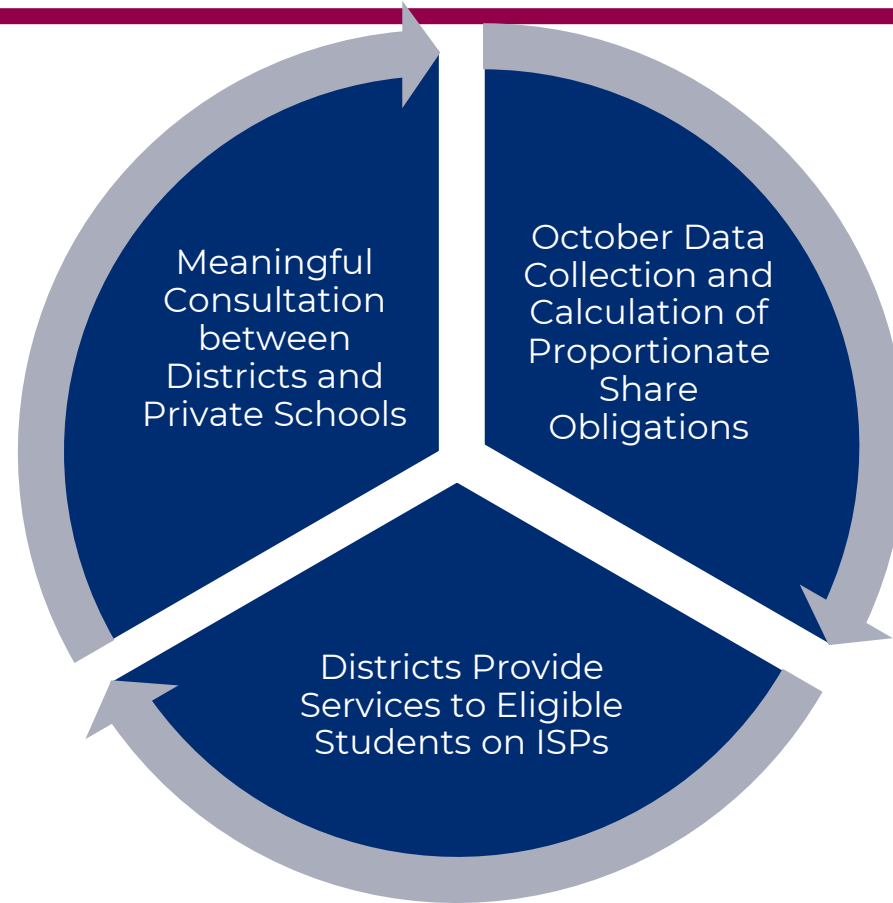 Meaningful
Consultation
between
Districts and
Private Schools
October Data
Collection and
Calculation of
Proportionate
Share
Obligations
Districts Provide
Services to Eligible
Students on ISPs